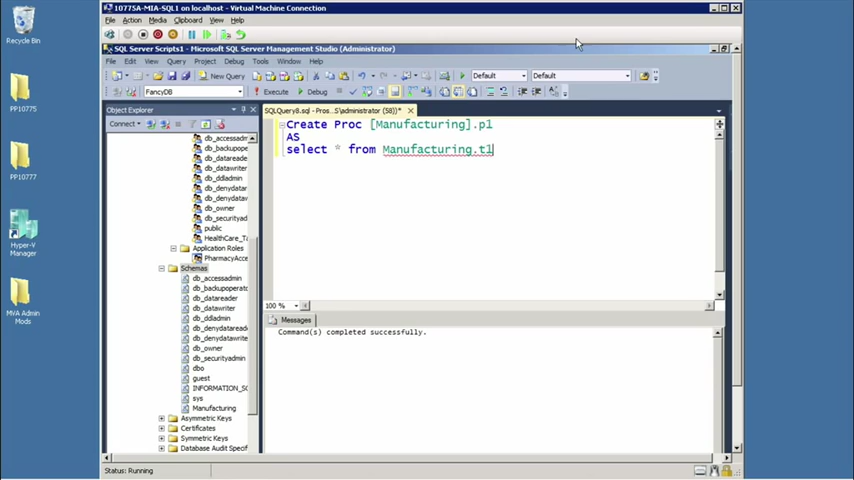 10775A-MIA-SQL1 on localhost - Virtual Machine Connection
File Action Media Clipboard View Help
SQL Server Scripts1 - Microsoft SQL Server Management Studio (Administrator)
File Edit View Query Project Debug Tools Window Help
New Query Default Default
FancyDB Execute Debug
Object Explorer
Connect
SQLQuery8.sql - Pros...S\administrator (58))*
db_accessadm
db_backupope
db_datareade
db_datawriter
db_ddladmin
db_denydatar
db_denydatav
db_owner
db_securityad
public
HealthCare_Ta
Application Roles
PharmacyAcce
Schemas
db_accessadmin
db_backupoperato
db_datareader
db_datawriter
db_ddladmin
db_denydatareade
db_denydatawrite
db_owner
db_securityadmin
dbo
guest
INFORMATION_SC
sys
Manufacturing
Asymmetric Keys
Certificates
Symmetric Keys
Database Audit Specif
Create Proc [Manufacturing].p1
AS
select * from Manufacturing.t1
100 %
Messages
Command(s) completed successfully.
Status: Running
Recycle Bin
PP10775
PP10777
Hyper-V
Manager
MVA Admin
Mods